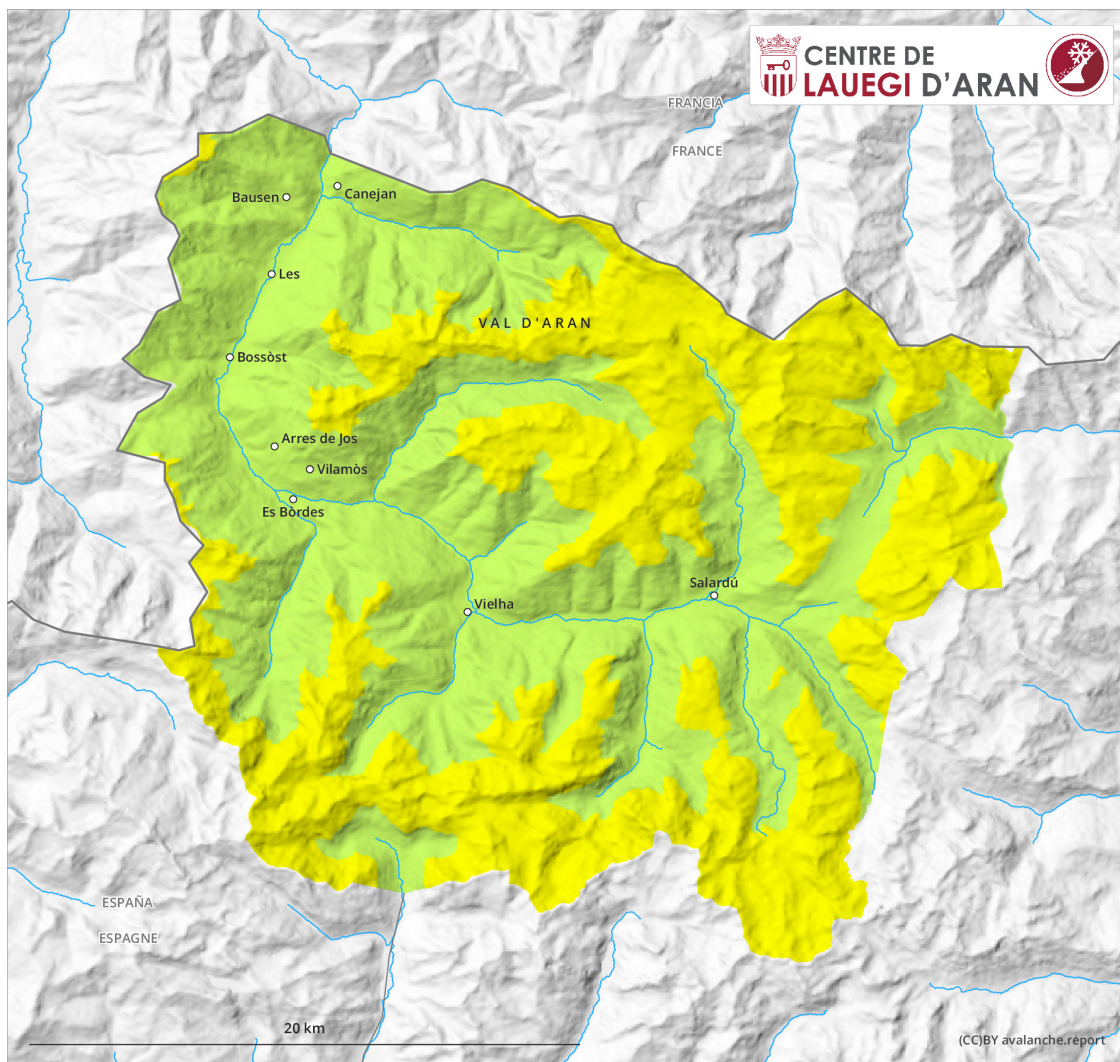 CENTRE DE
LAUEGI D'ARAN
FRANCIA
FRANCE
Bausen
Canejan
Les
VAL D'ARAN
Bossòst
Arres de Jos
Vilamòs
Es Bòrdes
Salardú
Vielha
ESPAÑA
ESPAGNE
20 km
(CC)BY avalanche.report